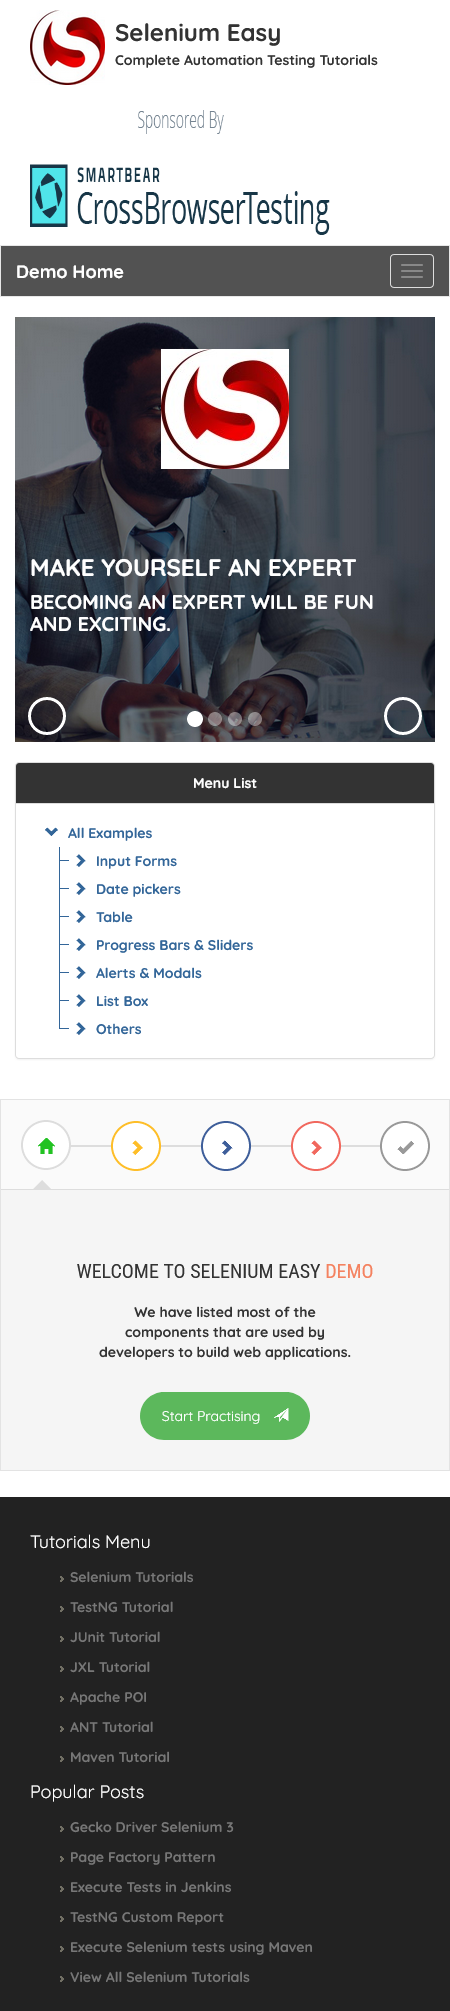 Selenium Easy
Complete Automation Testing Tutorials
Sponsored By
SMARTBEAR
CrossBrowserTesting
Demo Home
MAKE YOURSELF AN EXPERT
BECOMING AN EXPERT WILL BE FUN
AND EXCITING.
Menu List
All Examples
Input Forms
Date pickers
Table
Progress Bars & Sliders
Alerts & Modals
List Box
Others
WELCOME TO SELENIUM EASY DEMO
We have listed most of the
components that are used by
developers to build web applications.
Start Practising
Tutorials Menu
Selenium Tutorials
TestNG Tutorial
JUnit Tutorial
JXL Tutorial
Apache POI
ANT Tutorial
Maven Tutorial
Popular Posts
Gecko Driver Selenium 3
Page Factory Pattern
Execute Tests in Jenkins
TestNG Custom Report
Execute Selenium tests using Maven
View All Selenium Tutorials